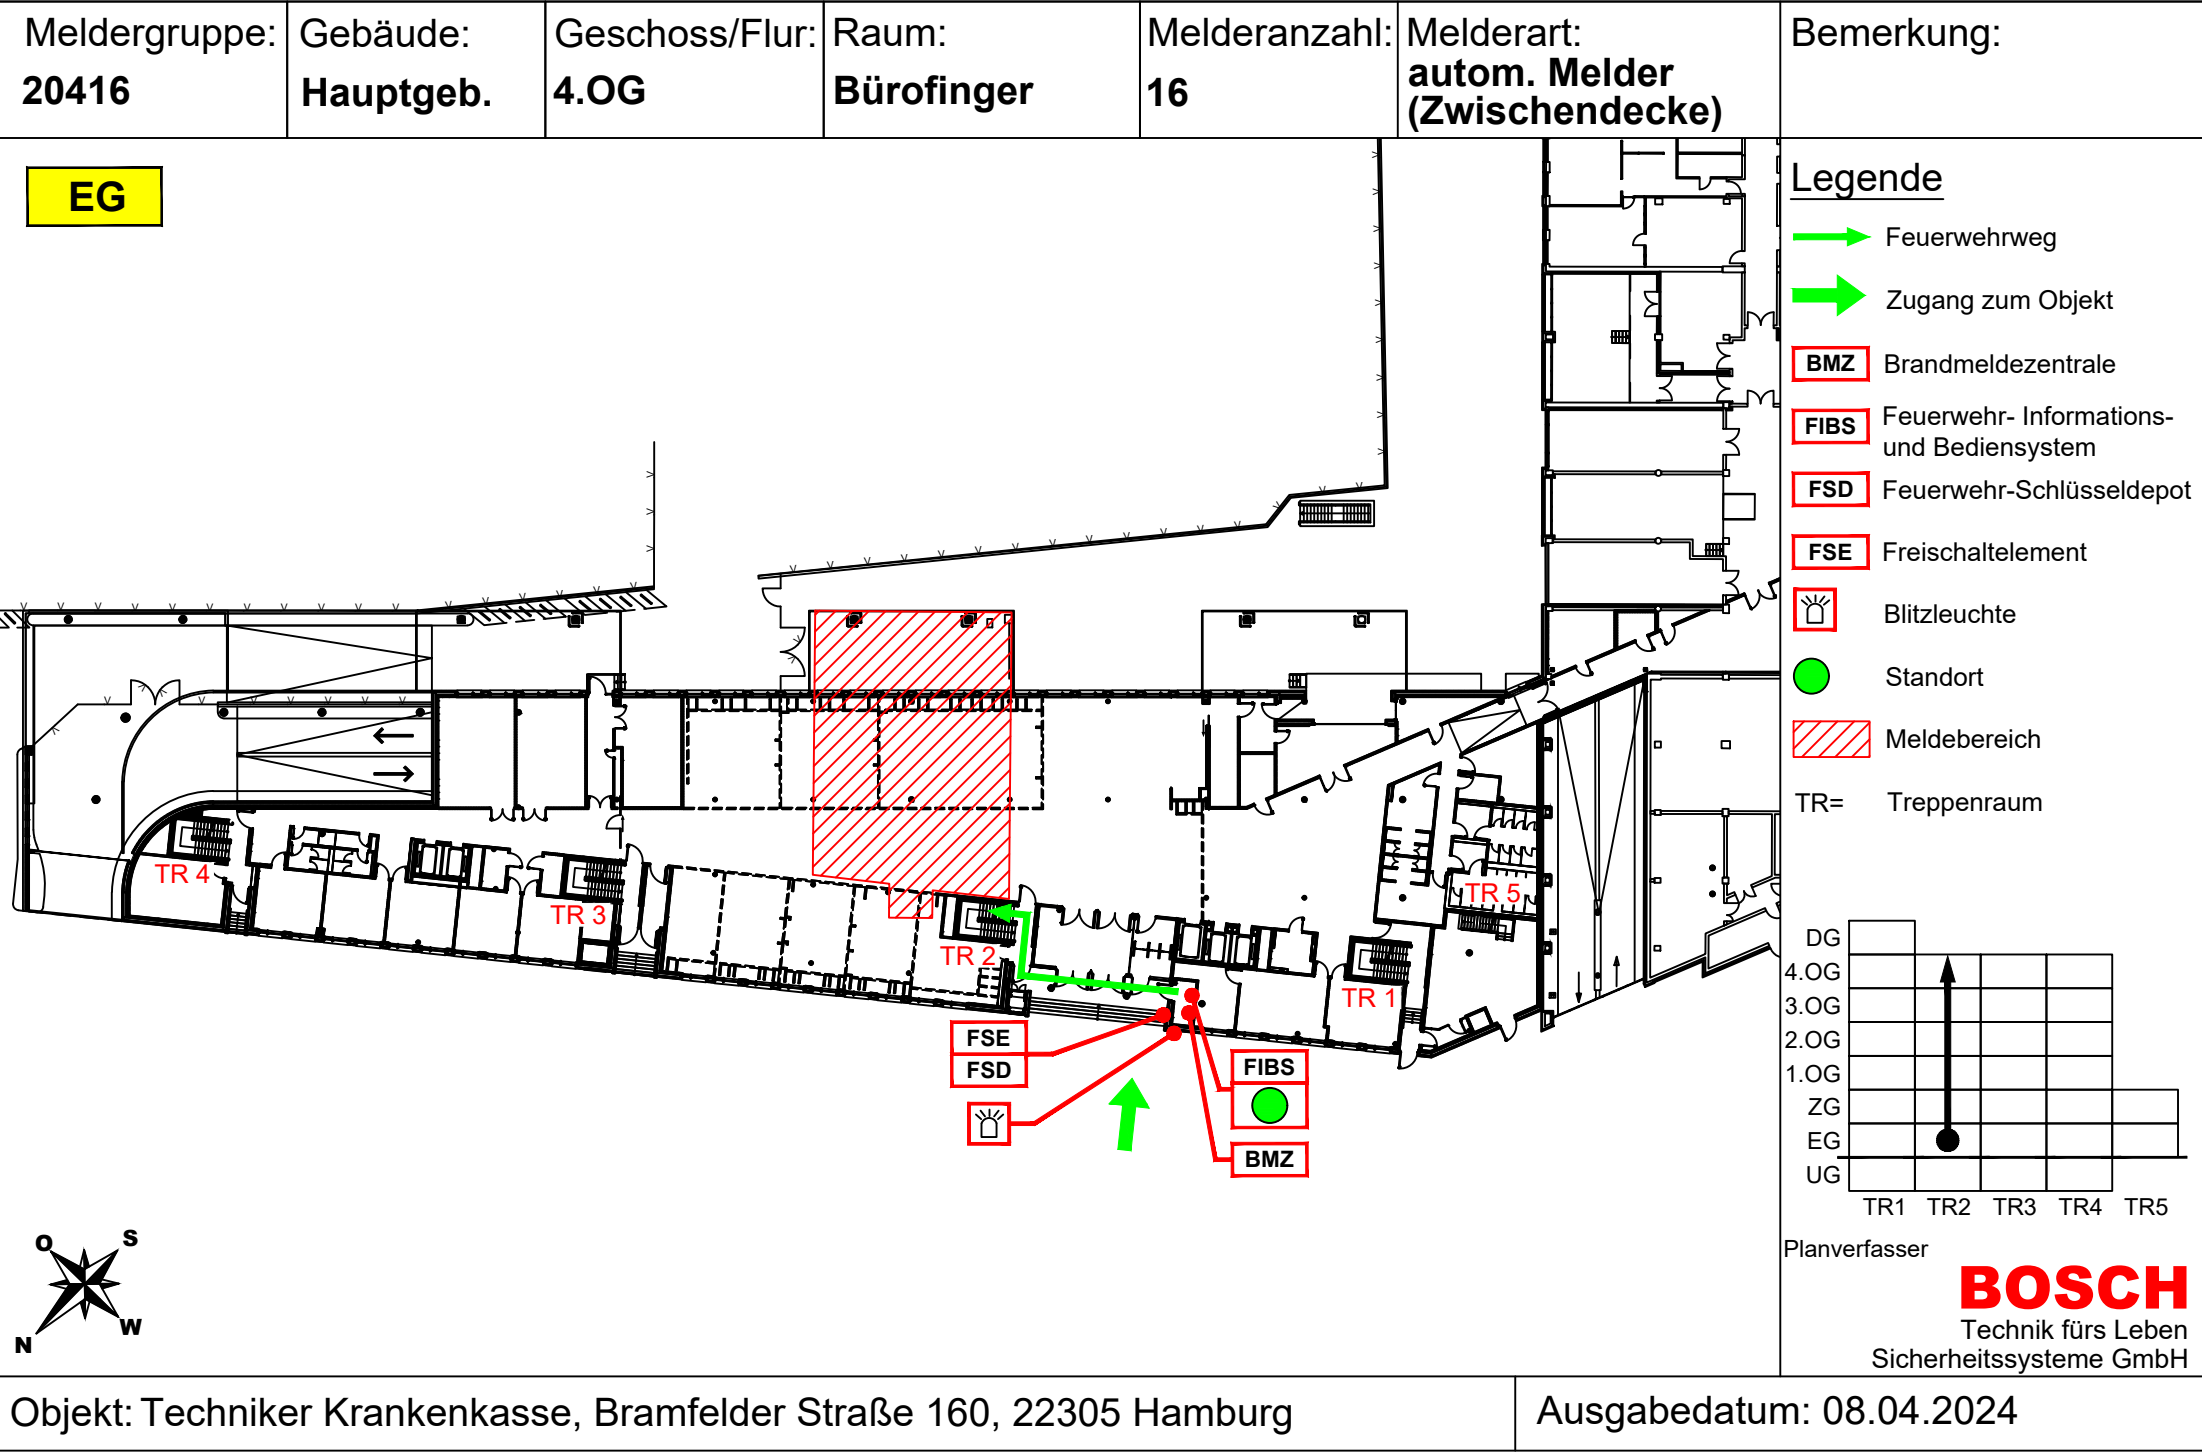 Meldergruppe:
20416
Gebäude:
Hauptgeb.
Geschoss/Flur:
4.OG
Raum:
Bürofinger
Melderanzahl:
16
Melderart:
autom. Melder
(Zwischendecke)
Bemerkung:
EG
Legende
Feuerwehrweg
Zugang zum Objekt
BMZ Brandmeldezentrale
FIBS Feuerwehr- Informations-
und Bediensystem
FSD Feuerwehr-Schlüsseldepot
FSE Freischaltelement
Blitzleuchte
Standort
Meldebereich
TR= Treppenraum
TR 4
TR 3
TR 2
TR 1
TR 5
FSE
FSD
FIBS
BMZ
DG
4.OG
3.OG
2.OG
1.OG
ZG
EG
UG
TR1 TR2 TR3 TR4 TR5
O S
N W
Planverfasser
BOSCH
Technik fürs Leben
Sicherheitssysteme GmbH
Objekt: Techniker Krankenkasse, Bramfelder Straße 160, 22305 Hamburg
Ausgabedatum: 08.04.2024